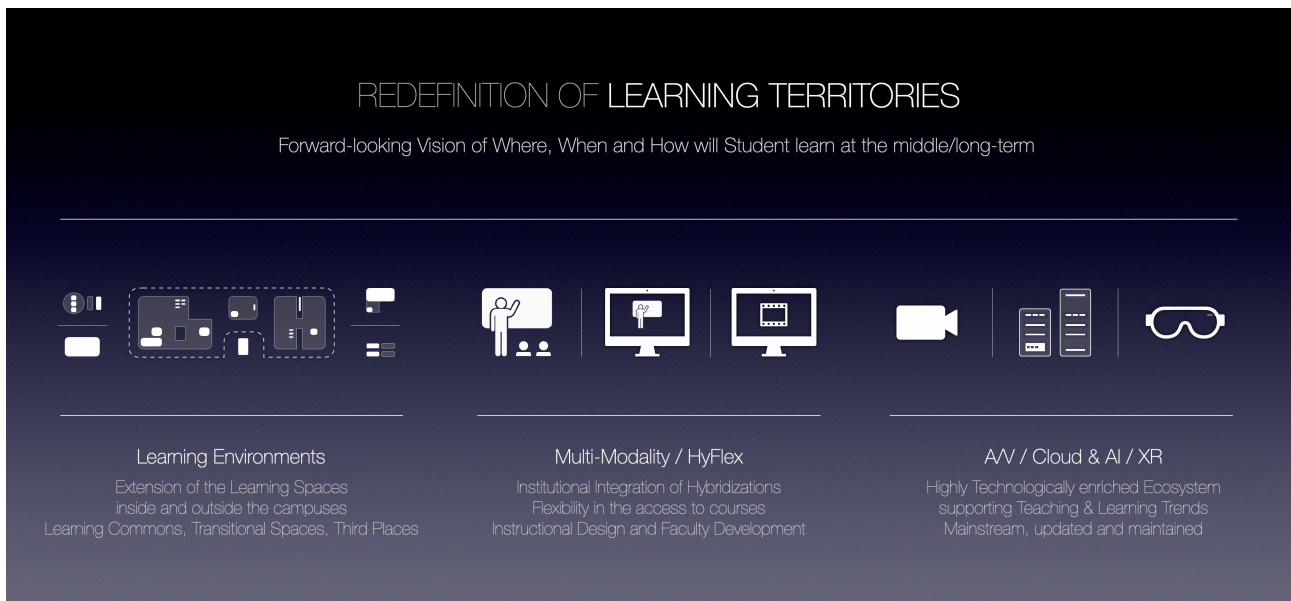 REDEFINITION OF LEARNING TERRITORIES
Forward-looking Vision of Where, When and How will Student learn at the middle/long-term
Learning Environments
Extension of the Learning Spaces
inside and outside the campuses
Learning Commons, Transitional Spaces, Third Places
Multi-Modality / HyFlex
Institutional Integration of Hybridizations
Flexibility in the access to courses
Instructional Design and Faculty Development
A/V / Cloud & AI / XR
Highly Technologically enriched Ecosystem
supporting Teaching & Learning Trends
Mainstream, updated and maintained